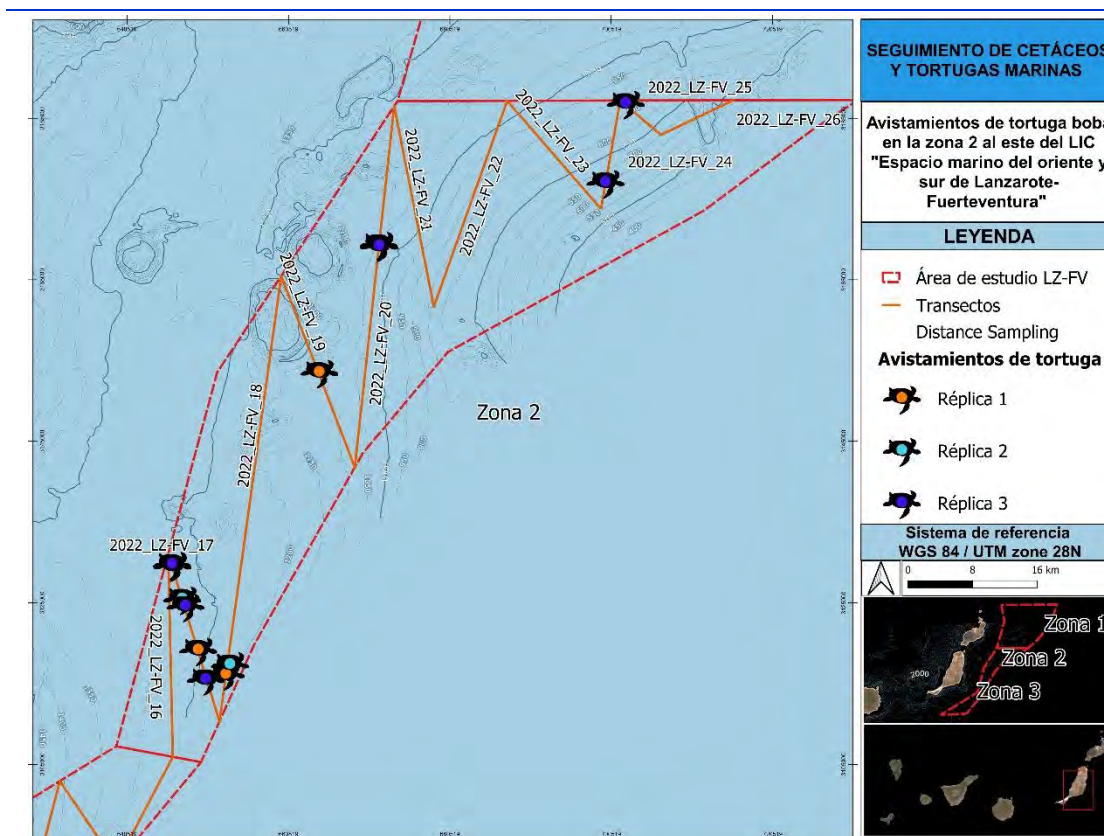 2022_LZ-FV_25
2022_LZ-FV_26
2022_LZ-FV_23
2022_LZ-FV_24
2022_LZ-FV_22
2022_LZ-FV_21
2022_LZ-FV_20
2022_LZ-FV_19
2022_LZ-FV_18
Zona 2
2022_LZ-FV_17
2022_LZ-FV_16
SEGUIMIENTO DE CETÁCEOS
Y TORTUGAS MARINAS
Avistamientos de tortuga boba
en la zona 2 al este del LIC
"Espacio marino del oriente y
sur de Lanzarote-
Fuerteventura"
LEYENDA
Área de estudio LZ-FV
Transectos
Distance Sampling
Avistamientos de tortuga
Réplica 1
Réplica 2
Réplica 3
Sistema de referencia
WGS 84 / UTM zone 28N
0 8 16 km
Zona 1
Zona 2
Zona 3
2000